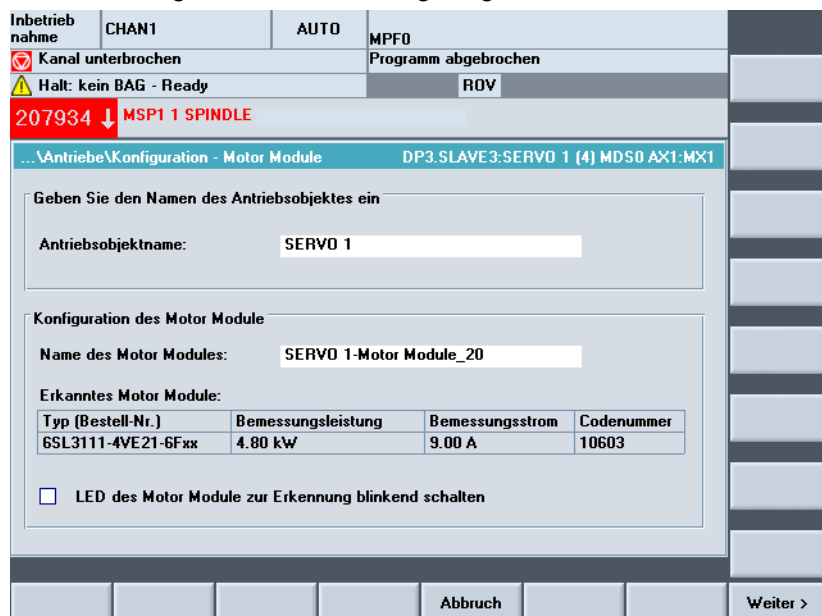 Inbetrieb
nahme
CHAN1
AUTO
MPF0
Kanal unterbrochen
Programm abgebrochen
Halt: kein BAG - Ready
ROV
207934 ↓ MSP1 1 SPINDLE
...\Antriebe\Konfiguration - Motor Module DP3.SLAVE3:SERVO 1 (4) MDS0 AX1:MX1
Geben Sie den Namen des Antriebsobjektes ein
Antriebsobjektname: SERVO 1
Konfiguration des Motor Module
Name des Motor Modules: SERVO 1-Motor Module_20
Erkanntes Motor Module:
Typ (Bestell-Nr.) Bemessungsleistung Bemessungsstrom Codenummer
6SL3111-4VE21-6Fxx 4.80 kW 9.00 A 10603
LED des Motor Module zur Erkennung blinkend schalten
Abbruch
Weiter >